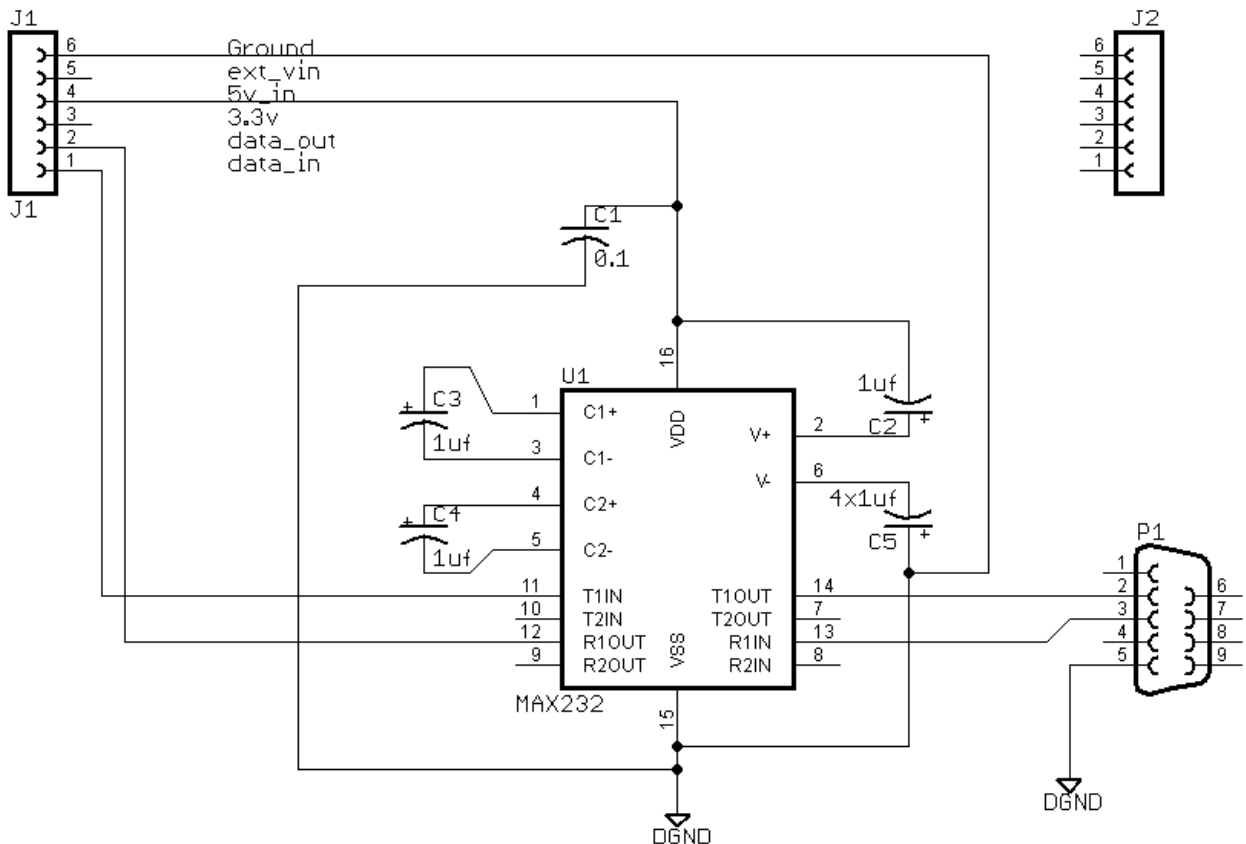 J1
J2
6 Ground
5 ext_vin
4 5v_in
3 3.3v
2 data_out
1 data_in
J1
6
5
4
3
2
1
C1
0.1
16
U1
1uf
C2
+
+
C3
1uf
1 C1+
3 C1-
4 C2+
5 C2-
VDD
V+ 2
V- 6
+
C4
1uf
4x1uf
C5
+
P1
11 T1IN
10 T2IN
12 R1OUT
9 R2OUT
VSS
T1OUT 14
T2OUT 7
R1IN 13
R2IN 8
1
2
3
4
5
6
7
8
9
MAX232
15
DGND
DGND